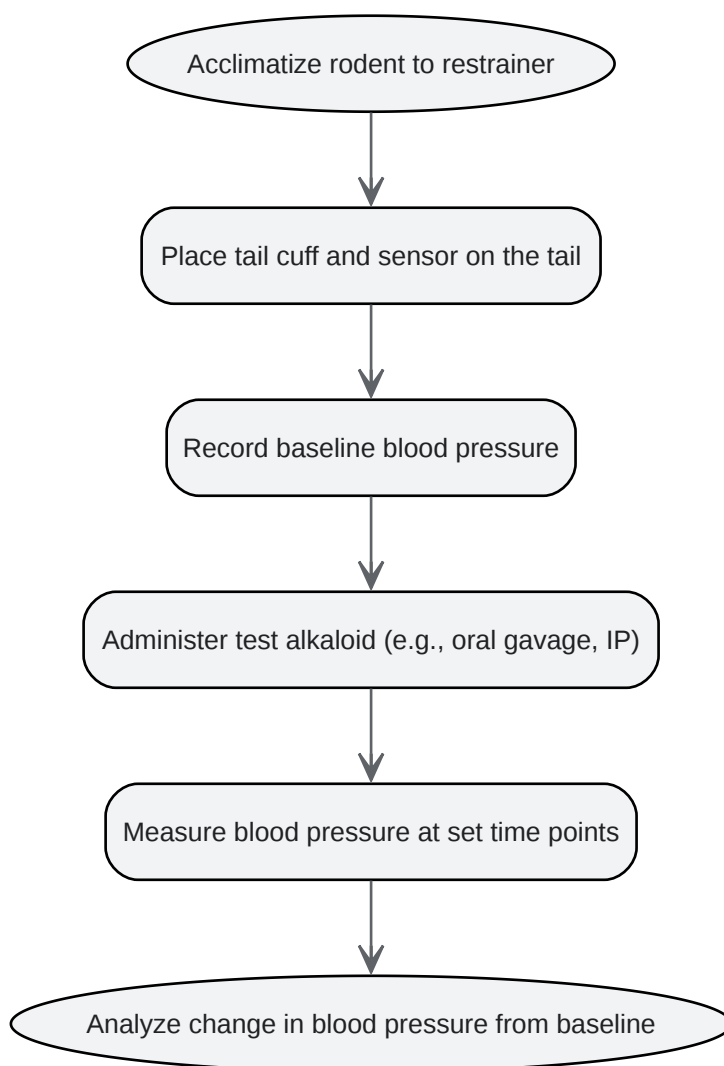 Acclimatize rodent to restrainer
Place tail cuff and sensor on the tail
Record baseline blood pressure
Administer test alkaloid (e.g., oral gavage, IP)
Measure blood pressure at set time points
Analyze change in blood pressure from baseline